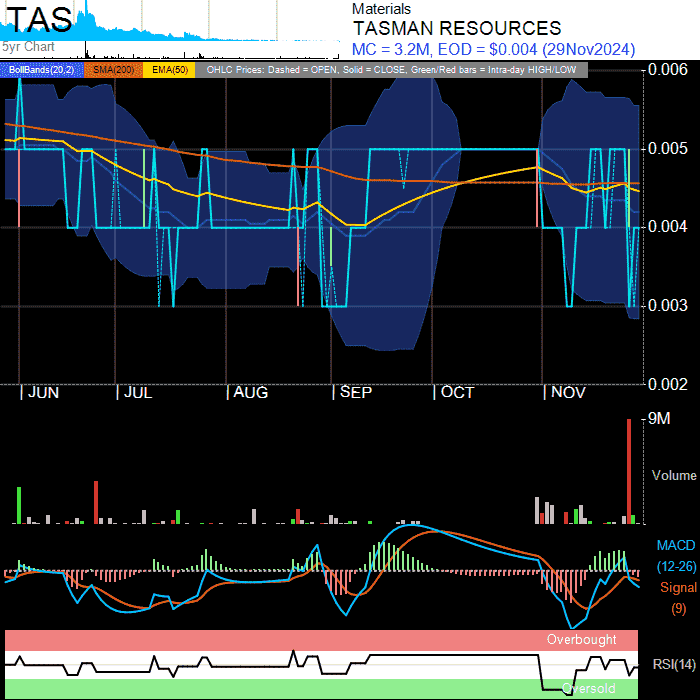 TAS
5yr Chart
Materials
TASMAN RESOURCES
MC = 3.2M, EOD = $0.004 (29Nov2024)
BollBands(20,2) SMA(200) EMA(50) OHLC Prices: Dashed = OPEN, Solid = CLOSE, Green/Red bars = Intra-day HIGH/LOW
0.006
0.005
0.004
0.003
0.002
| JUN | JUL | AUG | SEP | OCT | NOV
9M
Volume
MACD
(12-26)
Signal
(9)
Overbought
RSI(14)
Oversold